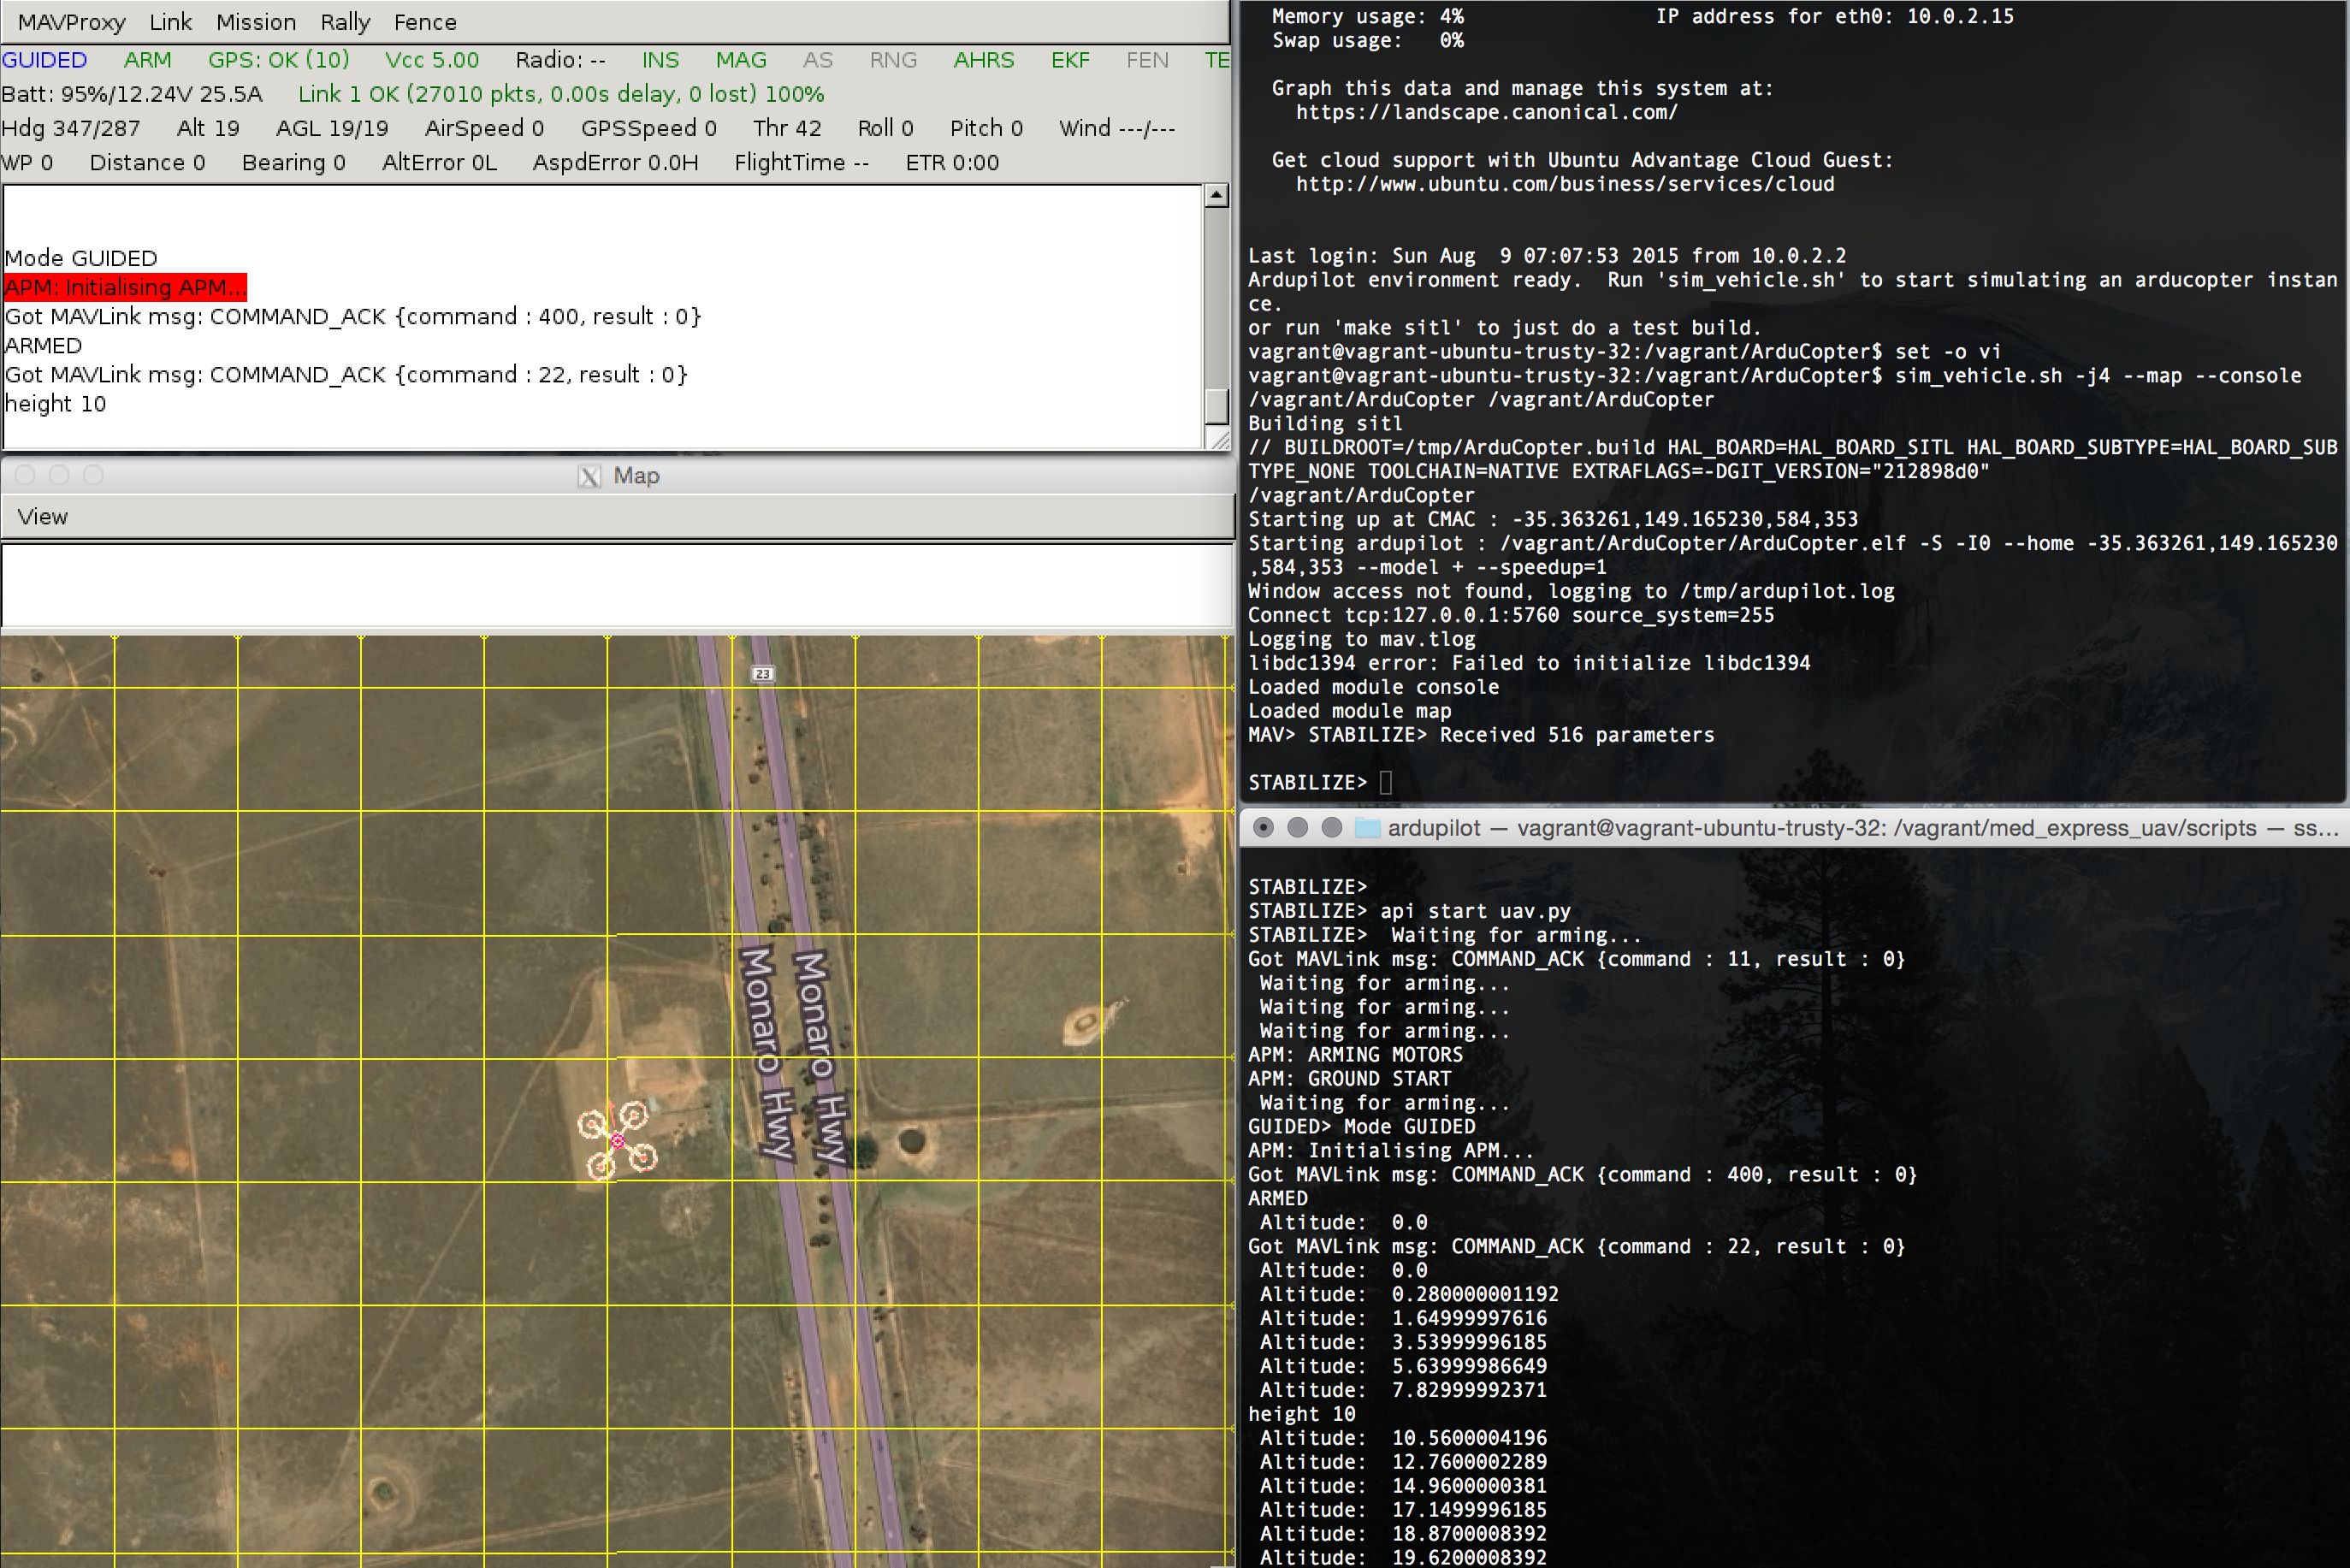 MAVProxy Link Mission Rally Fence
GUIDED ARM GPS: OK (10) Vcc 5.00 Radio: -- INS MAG AS RNG AHRS EKF FEN TE
Batt: 95%/12.24V 25.5A Link 1 OK (27010 pkts, 0.00s delay, 0 lost) 100%
Hdg 347/287 Alt 19 AGL 19/19 AirSpeed 0 GPSSpeed 0 Thr 42 Roll 0 Pitch 0 Wind ---/---
WP 0 Distance 0 Bearing 0 AltError 0L AspdError 0.0H FlightTime -- ETR 0:00
Mode GUIDED
APM: Initialising APM...
Got MAVLink msg: COMMAND_ACK {command : 400, result : 0}
ARMED
Got MAVLink msg: COMMAND_ACK {command : 22, result : 0}
height 10
X Map
View
23
Monaro Hwy
Monaro Hwy
Memory usage: 4% IP address for eth0: 10.0.2.15
Swap usage: 0%
Graph this data and manage this system at:
https://landscape.canonical.com/
Get cloud support with Ubuntu Advantage Cloud Guest:
http://www.ubuntu.com/business/services/cloud
Last login: Sun Aug 9 07:07:53 2015 from 10.0.2.2
Ardupilot environment ready. Run 'sim_vehicle.sh' to start simulating an arducopter instan
ce.
or run 'make sitl' to just do a test build.
vagrant@vagrant-ubuntu-trusty-32:/vagrant/ArduCopter$ set -o vi
vagrant@vagrant-ubuntu-trusty-32:/vagrant/ArduCopter$ sim_vehicle.sh -j4 --map --console
/vagrant/ArduCopter /vagrant/ArduCopter
Building sitl
// BUILDROOT=/tmp/ArduCopter.build HAL_BOARD=HAL_BOARD_SITL HAL_BOARD_SUBTYPE=HAL_BOARD_SUB
TYPE_NONE TOOLCHAIN=NATIVE EXTRAFLAGS=-DGIT_VERSION="212898d0"
/vagrant/ArduCopter
Starting up at CMAC : -35.363261,149.165230,584,353
Starting ardupilot : /vagrant/ArduCopter/ArduCopter.elf -S -I0 --home -35.363261,149.165230
,584,353 --model + --speedup=1
Window access not found, logging to /tmp/ardupilot.log
Connect tcp:127.0.0.1:5760 source_system=255
Logging to mav.tlog
libdc1394 error: Failed to initialize libdc1394
Loaded module console
Loaded module map
MAV> STABILIZE> Received 516 parameters
STABILIZE>
ardupilot — vagrant@vagrant-ubuntu-trusty-32: /vagrant/med_express_uav/scripts — ss...
STABILIZE>
STABILIZE> api start uav.py
STABILIZE> Waiting for arming...
Got MAVLink msg: COMMAND_ACK {command : 11, result : 0}
Waiting for arming...
Waiting for arming...
Waiting for arming...
APM: ARMING MOTORS
APM: GROUND START
Waiting for arming...
GUIDED> Mode GUIDED
APM: Initialising APM...
Got MAVLink msg: COMMAND_ACK {command : 400, result : 0}
ARMED
Altitude: 0.0
Got MAVLink msg: COMMAND_ACK {command : 22, result : 0}
Altitude: 0.0
Altitude: 0.280000001192
Altitude: 1.64999997616
Altitude: 3.53999996185
Altitude: 5.63999986649
Altitude: 7.82999992371
height 10
Altitude: 10.5600004196
Altitude: 12.7600002289
Altitude: 14.9600000381
Altitude: 17.1499996185
Altitude: 18.8700008392
Altitude: 19.6200008392